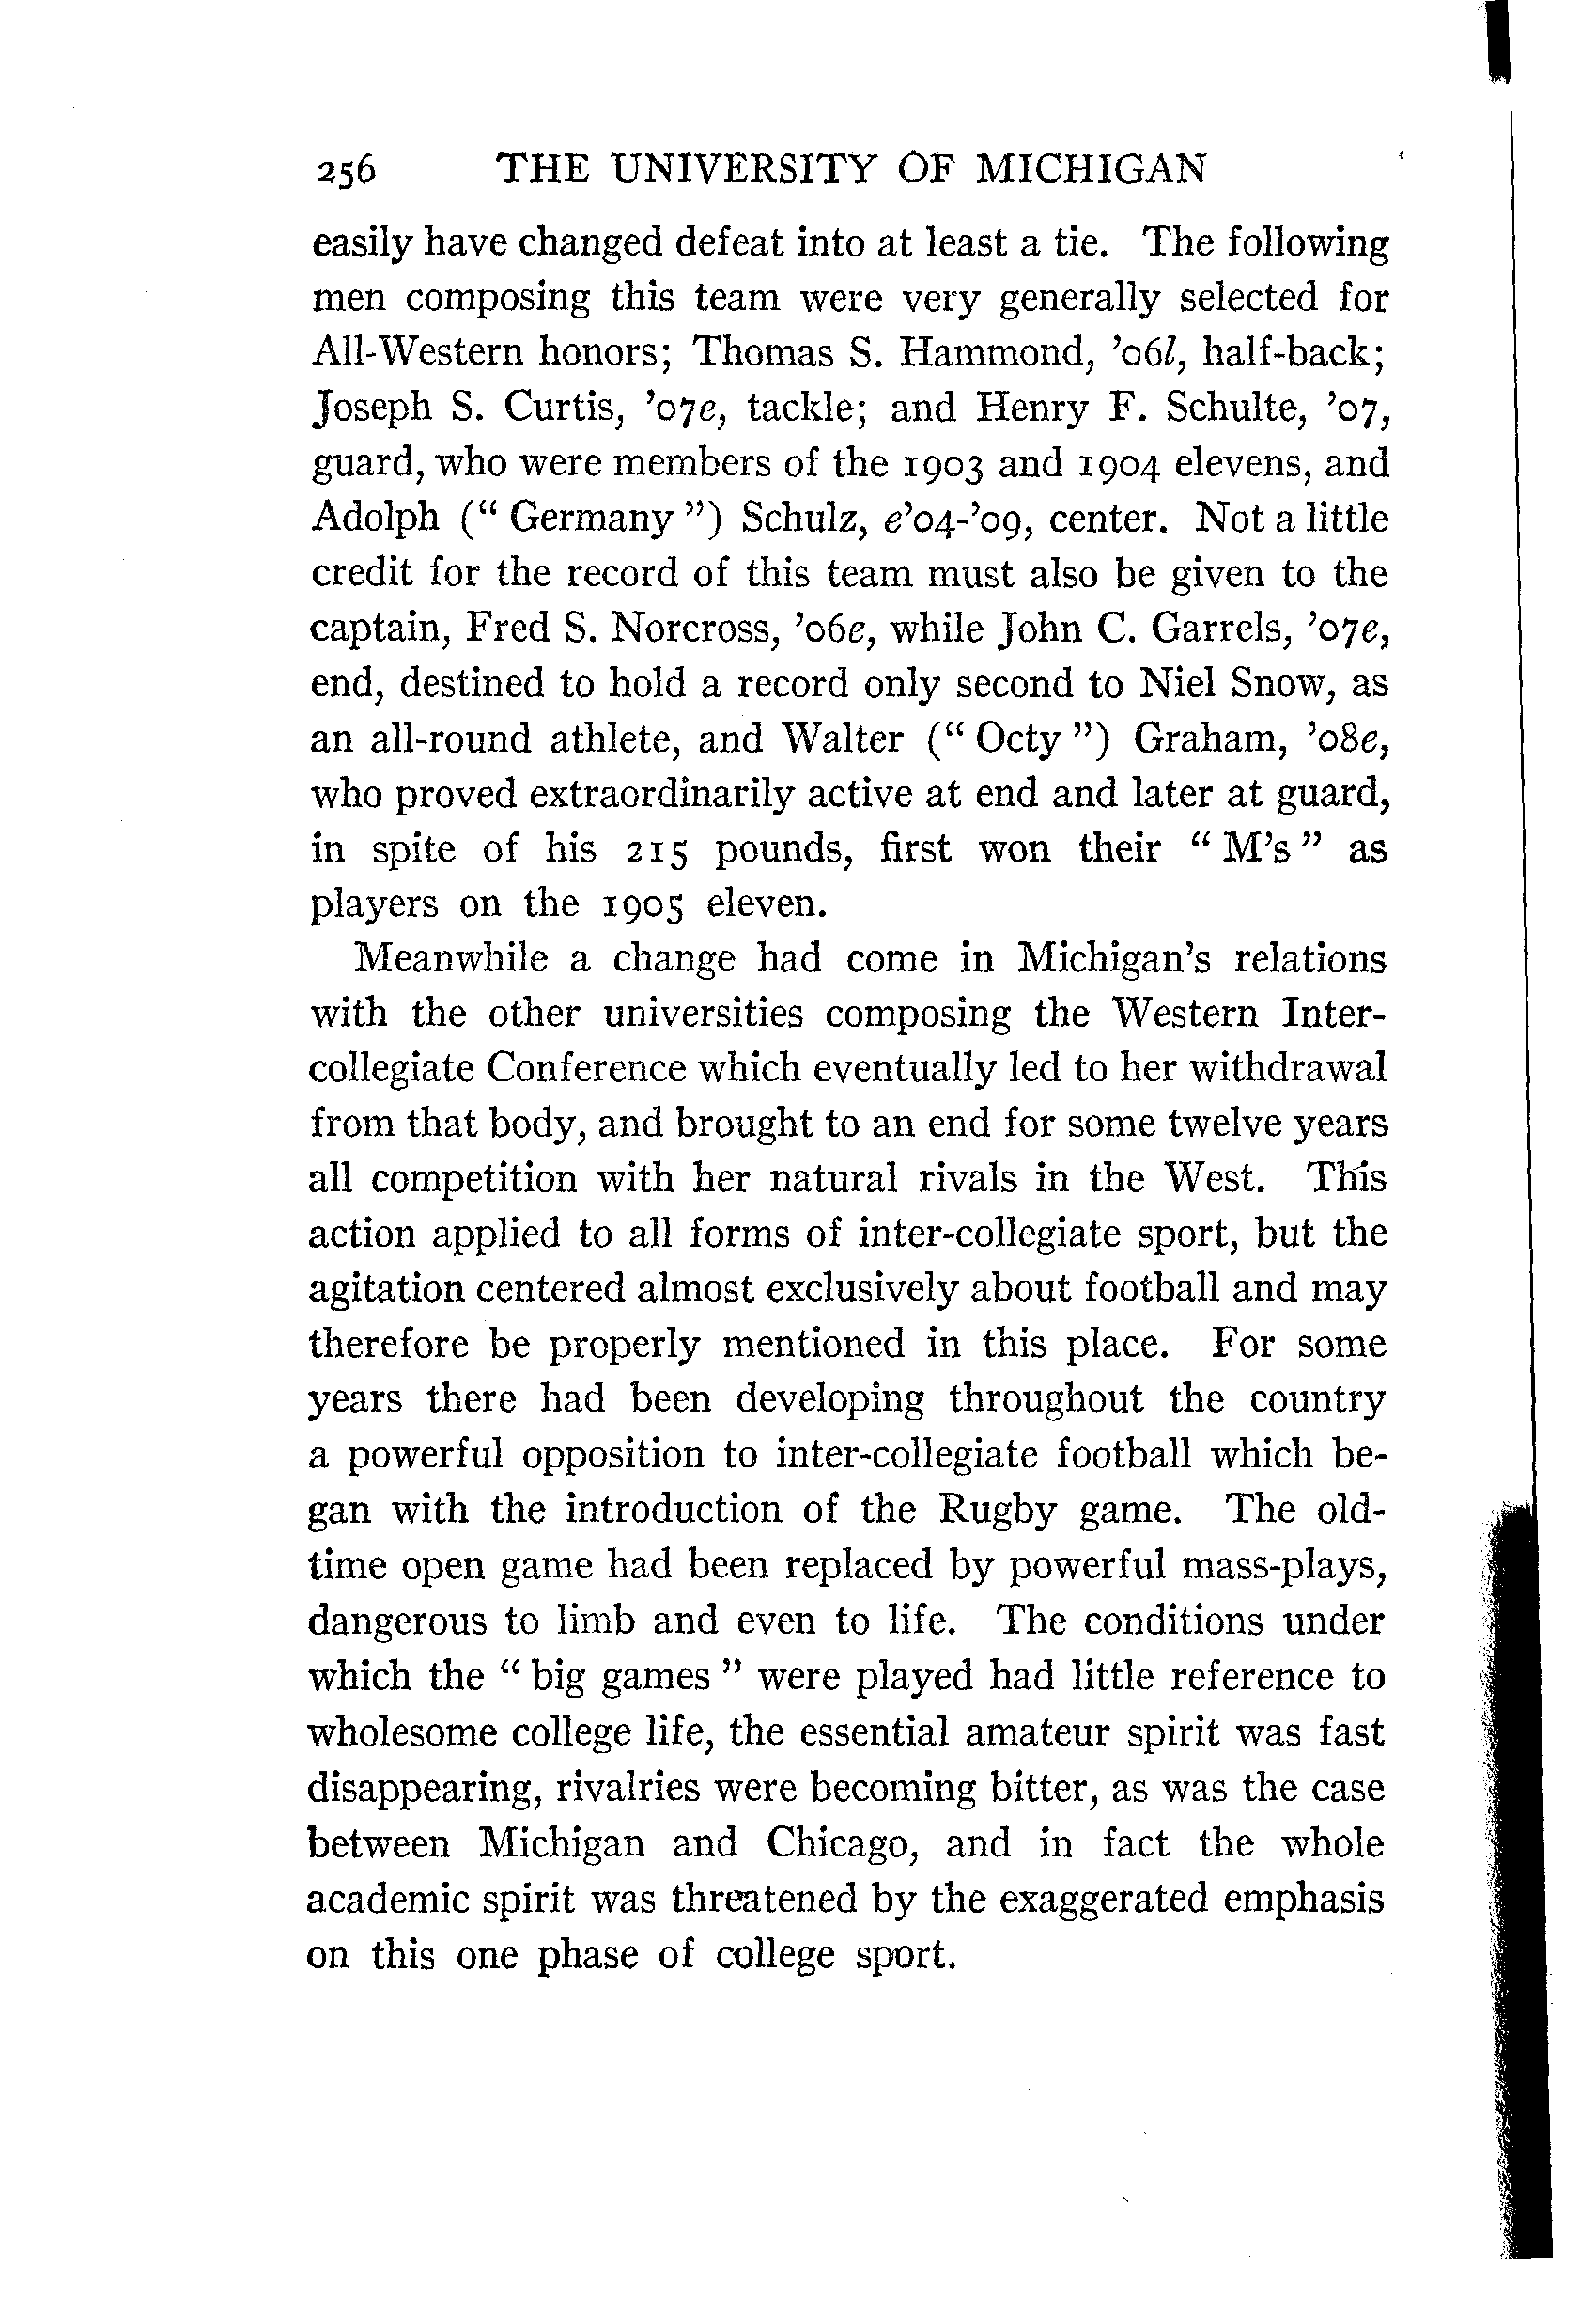 256 THE UNIVERSITY OF MICHIGAN
easily have changed defeat into at least a tie. The following
men composing this team were very generally selected for
All-Western honors; Thomas S. Hammond, '06l, half-back;
Joseph S. Curtis, '07e, tackle; and Henry F. Schulte, '07,
guard, who were members of the 1903 and 1904 elevens, and
Adolph (" Germany ") Schulz, e'04-'09, center. Not a little
credit for the record of this team must also be given to the
captain, Fred S. Norcross, '06e, while John C. Garrels, '07e,
end, destined to hold a record only second to Niel Snow, as
an all-round athlete, and Walter (" Octy ") Graham, '08e,
who proved extraordinarily active at end and later at guard,
in spite of his 215 pounds, first won their " M's " as
players on the 1905 eleven.
Meanwhile a change had come in Michigan's relations
with the other universities composing the Western Inter-
collegiate Conference which eventually led to her withdrawal
from that body, and brought to an end for some twelve years
all competition with her natural rivals in the West. This
action applied to all forms of inter-collegiate sport, but the
agitation centered almost exclusively about football and may
therefore be properly mentioned in this place. For some
years there had been developing throughout the country
a powerful opposition to inter-collegiate football which be-
gan with the introduction of the Rugby game. The old-
time open game had been replaced by powerful mass-plays,
dangerous to limb and even to life. The conditions under
which the " big games " were played had little reference to
wholesome college life, the essential amateur spirit was fast
disappearing, rivalries were becoming bitter, as was the case
between Michigan and Chicago, and in fact the whole
academic spirit was threatened by the exaggerated emphasis
on this one phase of college sport.